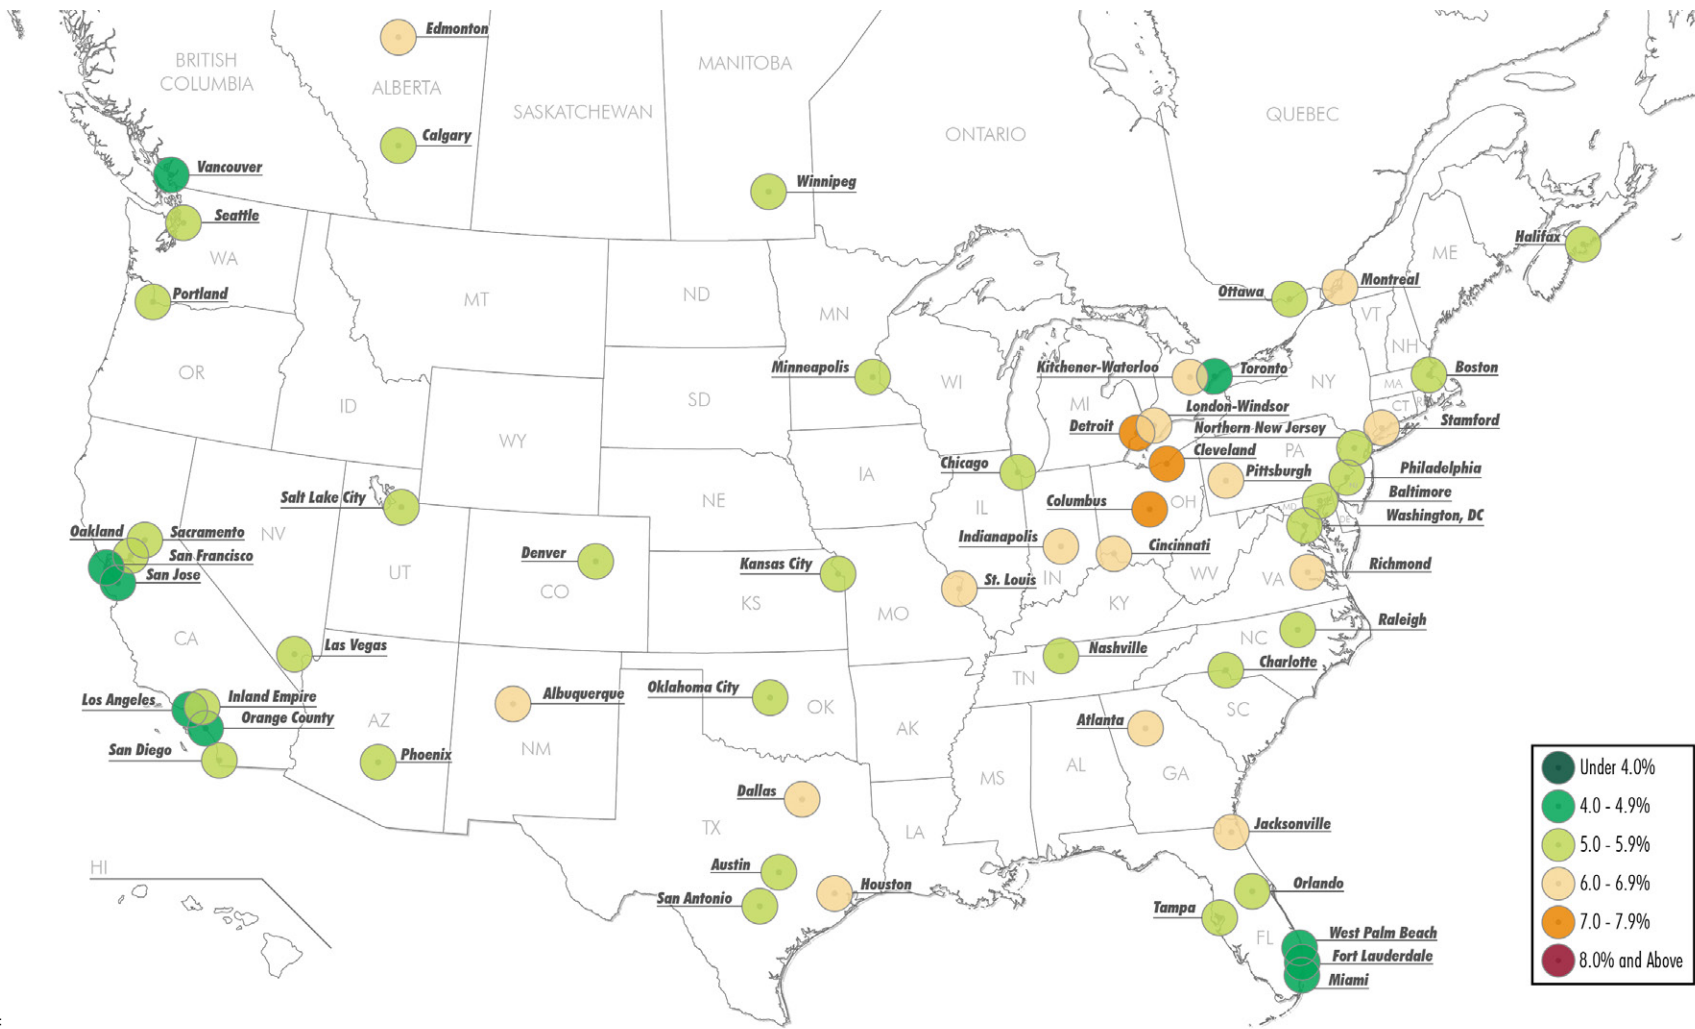 Edmonton
BRITISH
COLUMBIA
MANITOBA
ALBERTA
SASKATCHEWAN
QUEBEC
ONTARIO
Calgary
Vancouver
Winnipeg
Seattle
Halifax
WA
ME
Portland
Ottawa
Montreal
MT
ND
MN
VT
NH
OR
Minneapolis
WI
Kitchener-Waterloo
Toronto
NY
Boston
MA
ID
SD
MI
London-Windsor
CT
RI
Detroit
Northern New Jersey
Stamford
WY
PA
Cleveland
Chicago
IA
Pittsburgh
Philadelphia
Salt Lake City
NE
Columbus
OH
Baltimore
IL
MD
DE
Washington, DC
Oakland
Sacramento
NV
Indianapolis
Cincinnati
San Francisco
Denver
Kansas City
San Jose
UT
CO
St. Louis
IN
WV
VA
Richmond
KS
MO
KY
CA
Las Vegas
Nashville
NC
Raleigh
TN
Charlotte
Los Angeles
Inland Empire
Albuquerque
Oklahoma City
OK
SC
Orange County
AZ
NM
AK
Atlanta
San Diego
Phoenix
MS
AL
GA
Under 4.0%
Dallas
4.0 - 4.9%
TX
LA
Jacksonville
5.0 - 5.9%
HI
Austin
6.0 - 6.9%
Houston
Orlando
San Antonio
Tampa
7.0 - 7.9%
FL
West Palm Beach
Fort Lauderdale
8.0% and Above
Miami